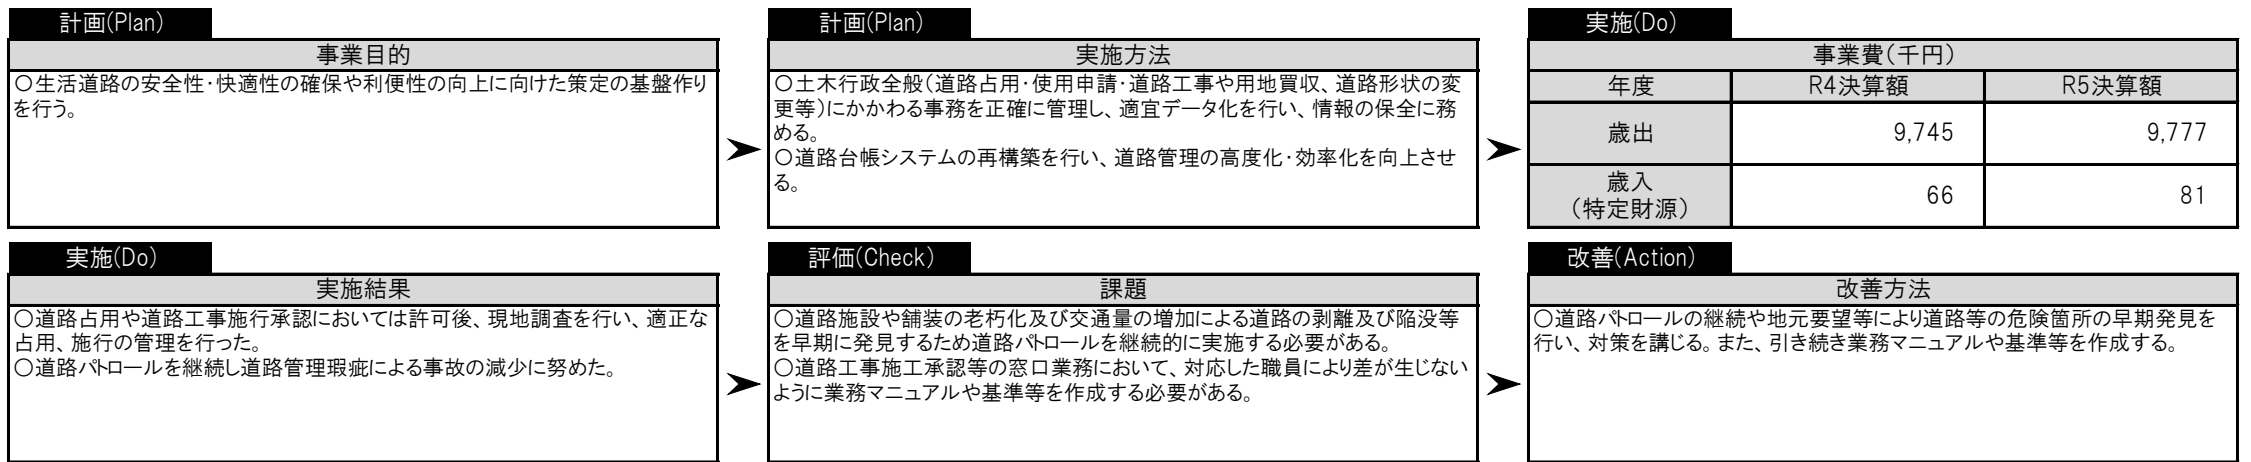 計画(Plan)
事業目的
〇生活道路の安全性・快適性の確保や利便性の向上に向けた策定の基盤作り
を行う。
計画(Plan)
実施方法
〇土木行政全般（道路占用・使用申請・道路工事や用地買収、道路形状の変
更等）にかかわる事務を正確に管理し、適宜データ化を行い、情報の保全に務
める。
〇道路台帳システムの再構築を行い、道路管理の高度化・効率化を向上させ
る。
実施(Do)
事業費（千円）
年度 R4決算額 R5決算額
歳出 9,745 9,777
歳入
（特定財源） 66 81
実施(Do)
実施結果
〇道路占用や道路工事施行承認においては許可後、現地調査を行い、適正な
占用、施行の管理を行った。
〇道路パトロールを継続し道路管理瑕疵による事故の減少に努めた。
評価(Check)
課題
〇道路施設や舗装の老朽化及び交通量の増加による道路の剥離及び陥没等
を早期に発見するため道路パトロールを継続的に実施する必要がある。
〇道路工事施工承認等の窓口業務において、対応した職員により差が生じない
ように業務マニュアルや基準等を作成する必要がある。
改善(Action)
改善方法
〇道路パトロールの継続や地元要望等により道路等の危険箇所の早期発見を
行い、対策を講じる。また、引き続き業務マニュアルや基準等を作成する。